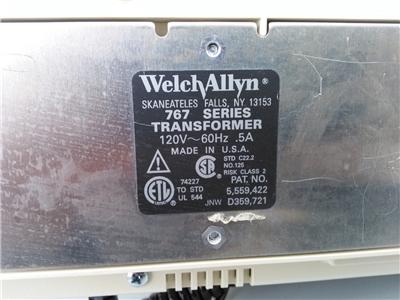 WelchAllyn®
SKANEATELES FALLS, NY 13153
767 SERIES
TRANSFORMER
120V~60Hz .5A
MADE IN U.S.A.
STD C22.2
NO.125
RISK CLASS 2
74227
TO STD
UL 544
PAT. NO.
5,559,422
JNW D359,721